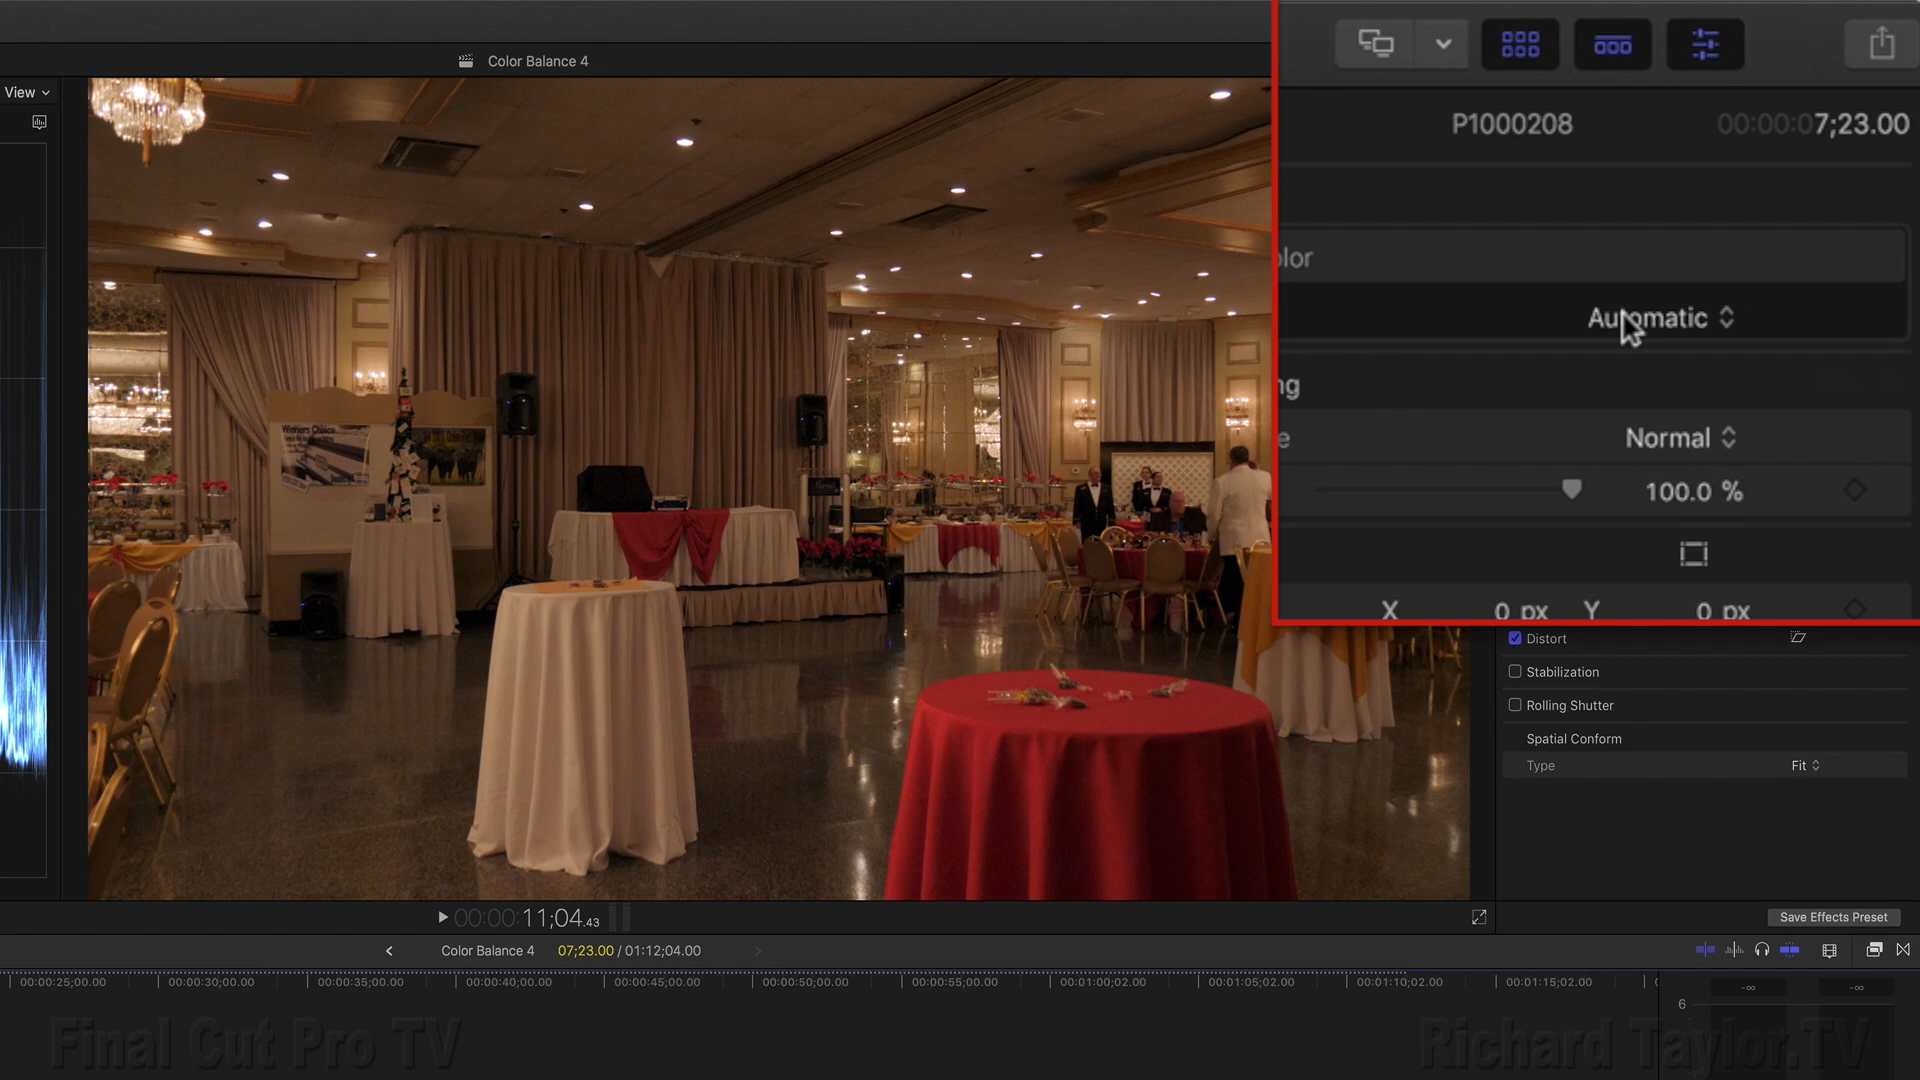 Color Balance 4
View
P1000208
00:00:07;23.00
olor
Automatic
ng
e
Normal
100.0 %
X 0 px Y 0 px
Distort
Stabilization
Rolling Shutter
Spatial Conform
Type Fit
Winners Choice
00:00:11;04.43
Save Effects Preset
Color Balance 4 07;23.00 / 01:12;04.00
00:00:25;00.00 00:00:30;00.00 00:00:35;00.00 00:00:40;00.00 00:00:45;00.00 00:00:50;00.00 00:00:55;00.00 00:01:00;02.00 00:01:05;02.00 00:01:10;02.00 00:01:15;02.00
-∞ -∞
6
Final Cut Pro TV
Richard Taylor.TV